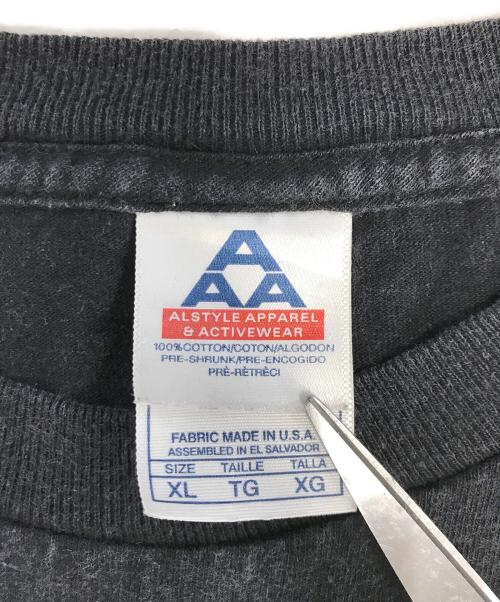 A
A A
ALSTYLE APPAREL
& ACTIVEWEAR
100%COTTON/COTON/ALGODON
PRE-SHRUNK/PRE-ENCOGIDO
PRÉ-RÉTRÉCI
FABRIC MADE IN U.S.A.
ASSEMBLED IN EL SALVADOR
SIZE TAILLE TALLA
XL TG XG